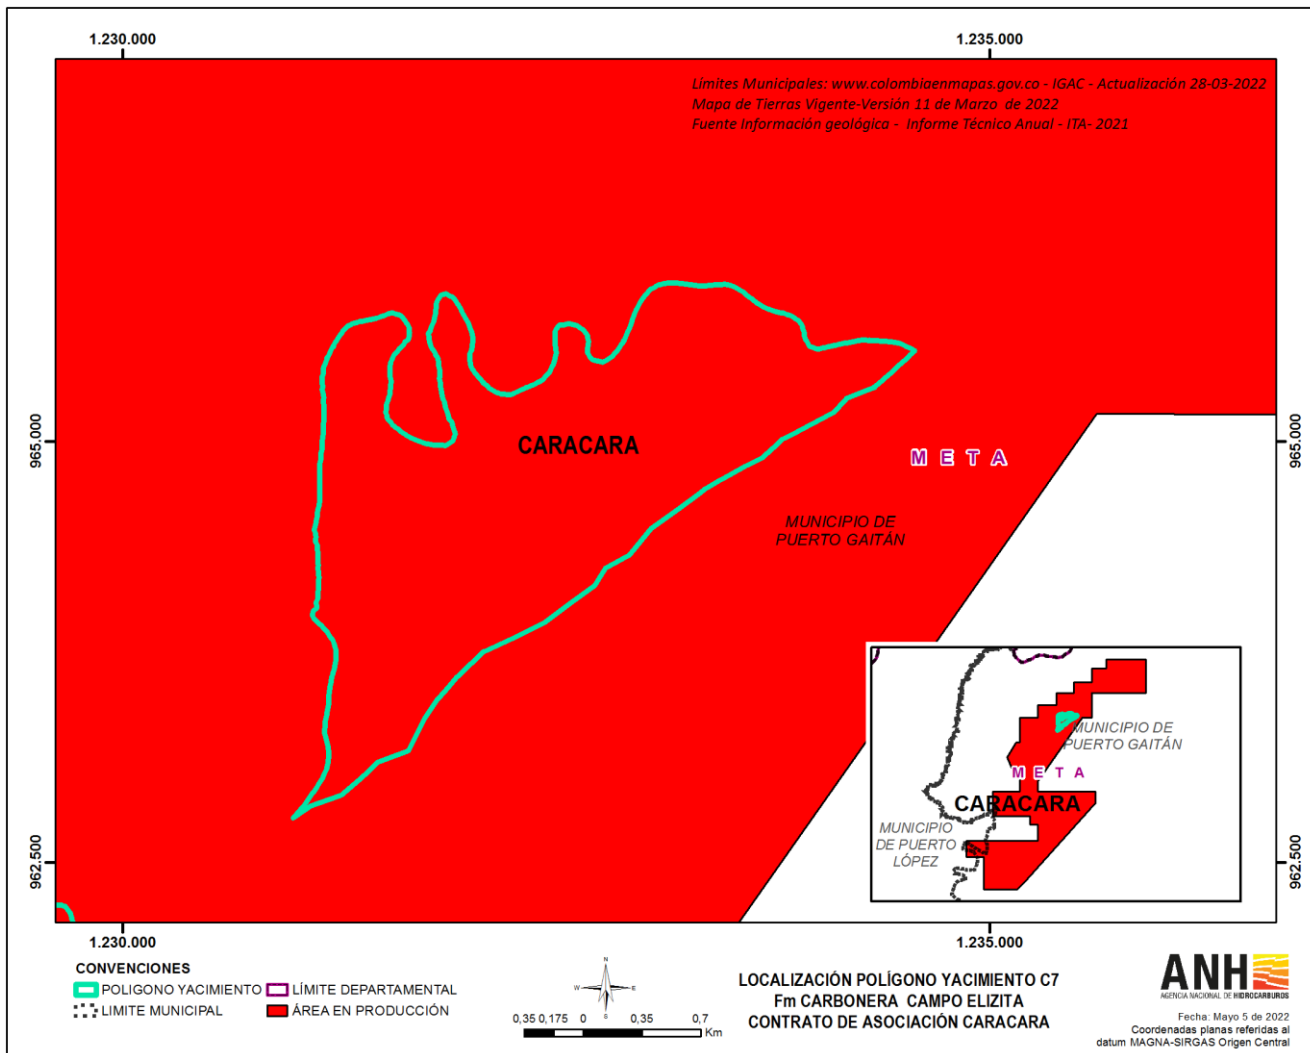 1.230.000
1.235.000
Límites Municipales: www.colombiaenmapas.gov.co - IGAC - Actualización 28-03-2022
Mapa de Tierras Vigente-Versión 11 de Marzo de 2022
Fuente Información geológica - Informe Técnico Anual - ITA- 2021
965.000
965.000
CARACARA
META
MUNICIPIO DE
PUERTO GAITÁN
MUNICIPIO DE
PUERTO GAITÁN
META
CARACARA
MUNICIPIO
DE PUERTO
LÓPEZ
962.500
962.500
1.230.000
1.235.000
CONVENCIONES
POLIGONO YACIMIENTO
LÍMITE DEPARTAMENTAL
LIMITE MUNICIPAL
ÁREA EN PRODUCCIÓN
N
W
E
S
0,35 0,175 0 0,35 0,7
Km
LOCALIZACIÓN POLÍGONO YACIMIENTO C7
Fm CARBONERA CAMPO ELIZITA
CONTRATO DE ASOCIACIÓN CARACARA
ANH
AGENCIA NACIONAL DE HIDROCARBUROS
Fecha: Mayo 5 de 2022
Coordenadas planas referidas al
datum MAGNA-SIRGAS Origen Central